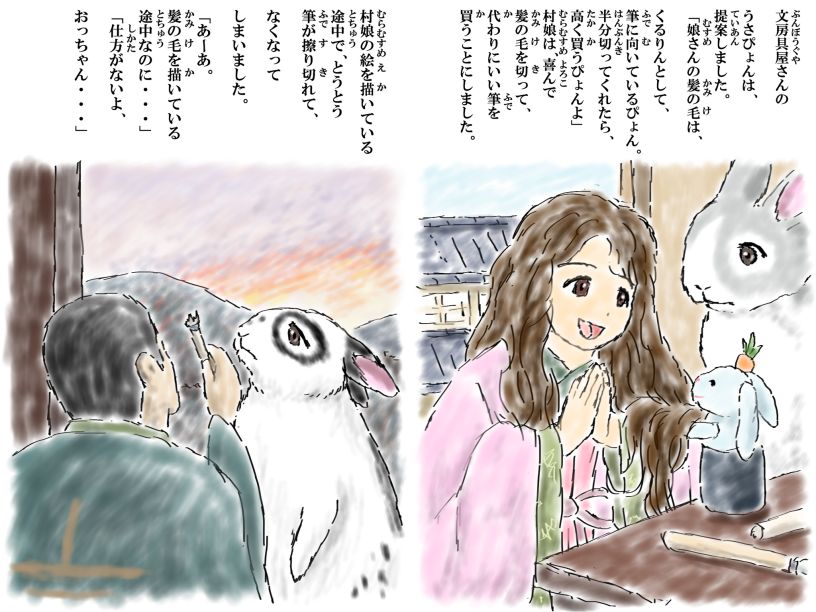 文房具屋さんの
うさぴょんは、
提案しました。
「娘さんの髪の毛は、
くるりんとして、
筆に向いているぴょん。
半分切ってくれたら、
高く買うぴょんよ」
村娘は、喜んで
髪の毛を切って、
代わりにいい筆を
買うことにしました。
村娘の絵を描いている
途中で、とうとう
筆が擦り切れて、
なくなって
しまいました。
「あーあ。
髪の毛を描いている
途中なのに・・・」
「仕方がないよ、
おっちゃん・・・」